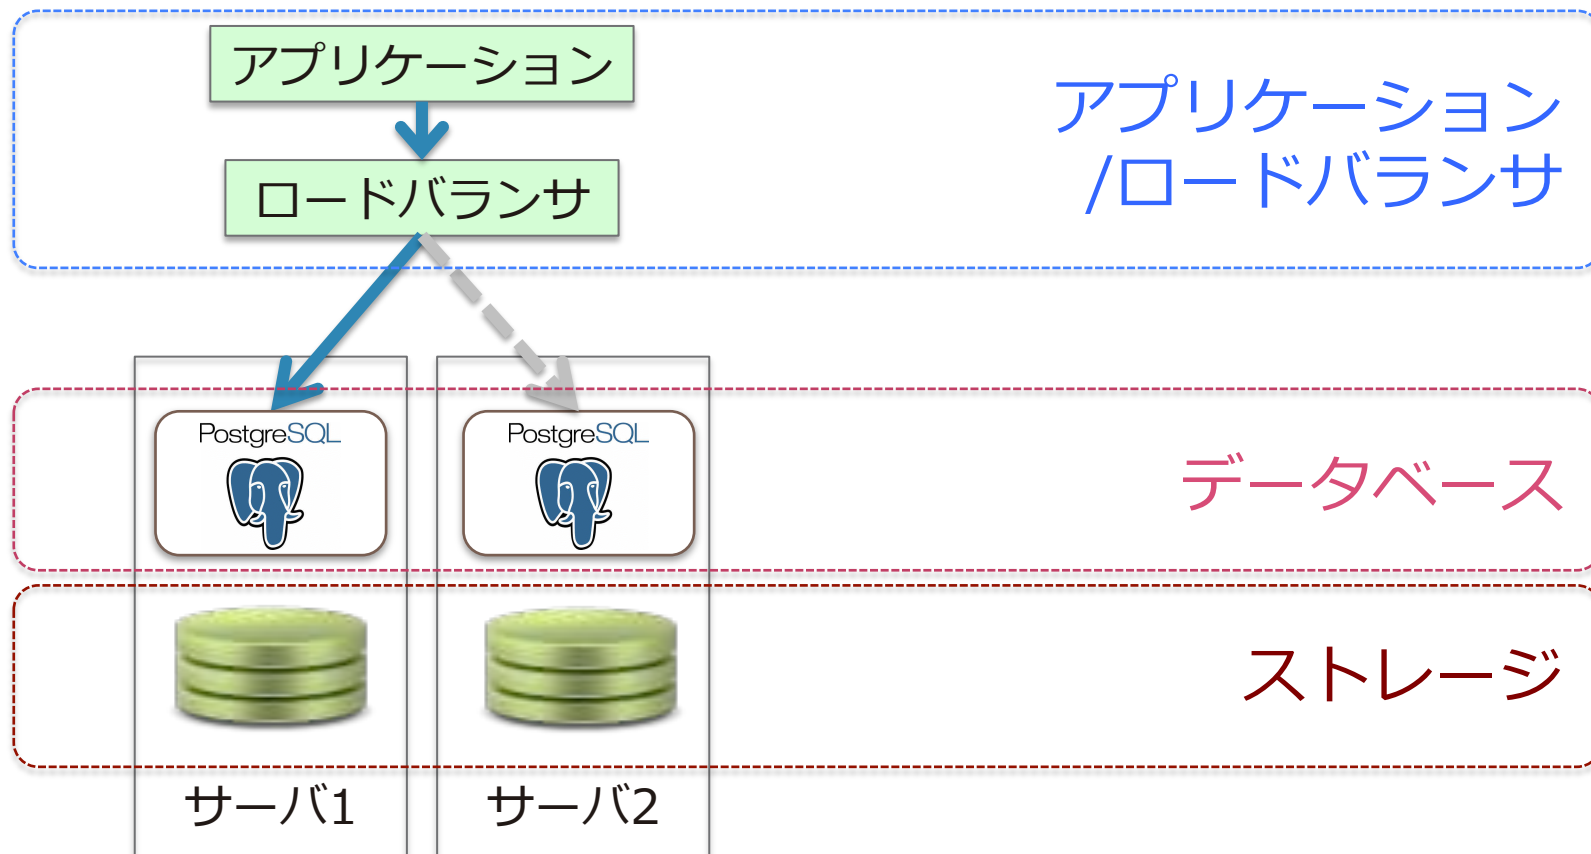 アプリケーション
ロードバランサ
アプリケーション
/ロードバランサ
PostgreSQL
PostgreSQL
データベース
ストレージ
サーバ1
サーバ2